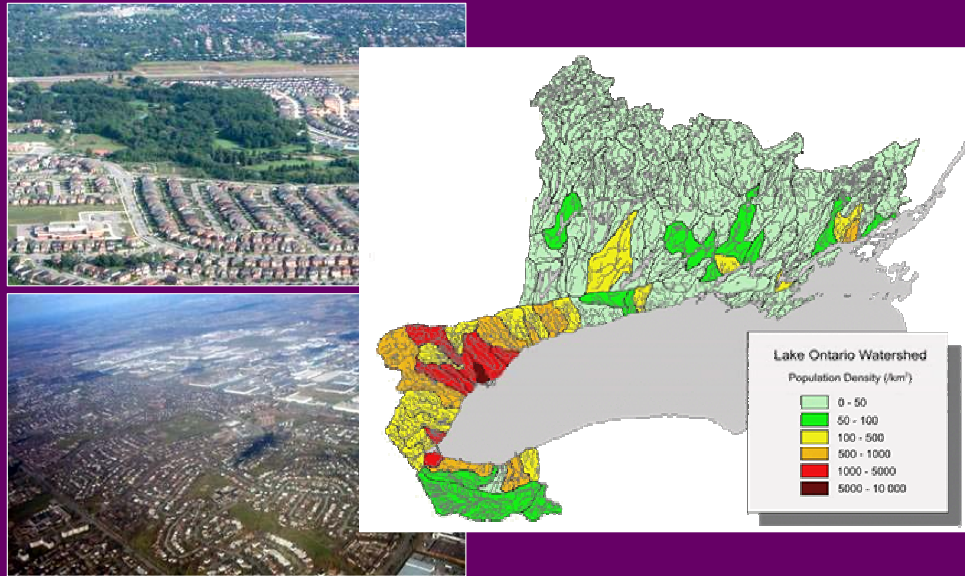 Lake Ontario Watershed
Population Density (/km²)
0 - 50
50 - 100
100 - 500
500 - 1000
1000 - 5000
5000 - 10 000